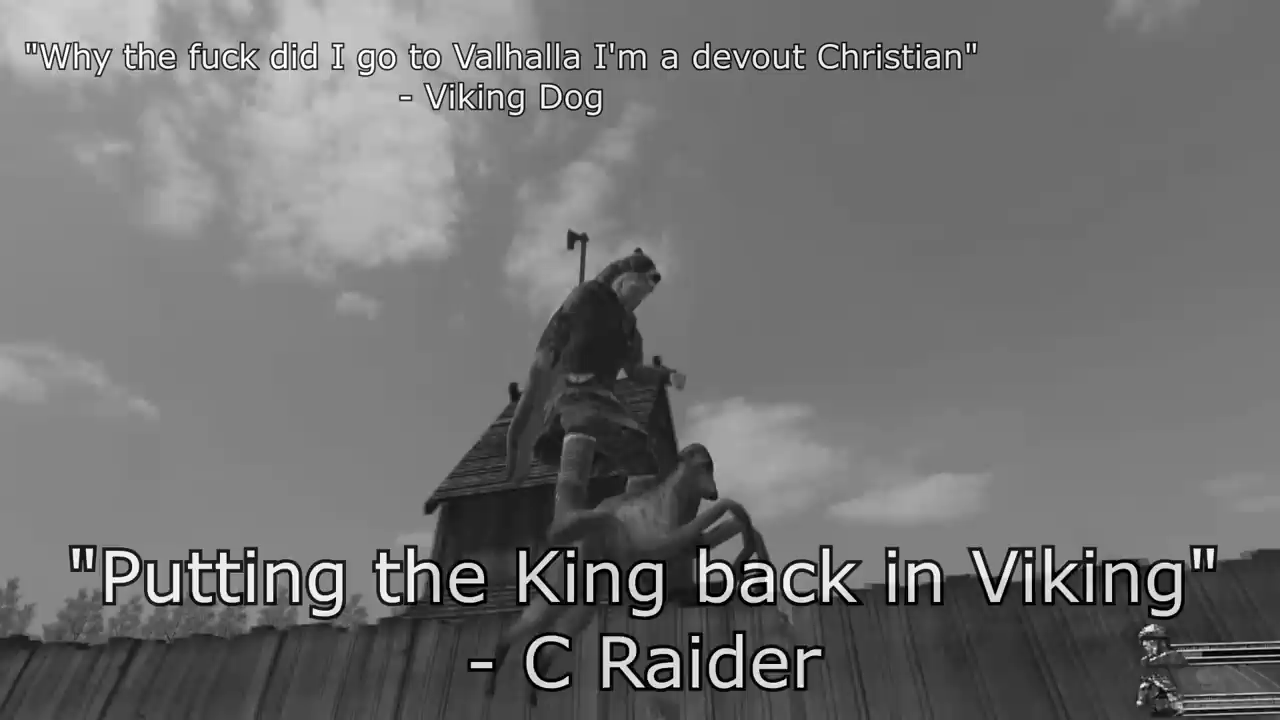 "Why the fuck did I go to Valhalla I'm a devout Christian"
- Viking Dog
"Putting the King back in Viking"
- C Raider